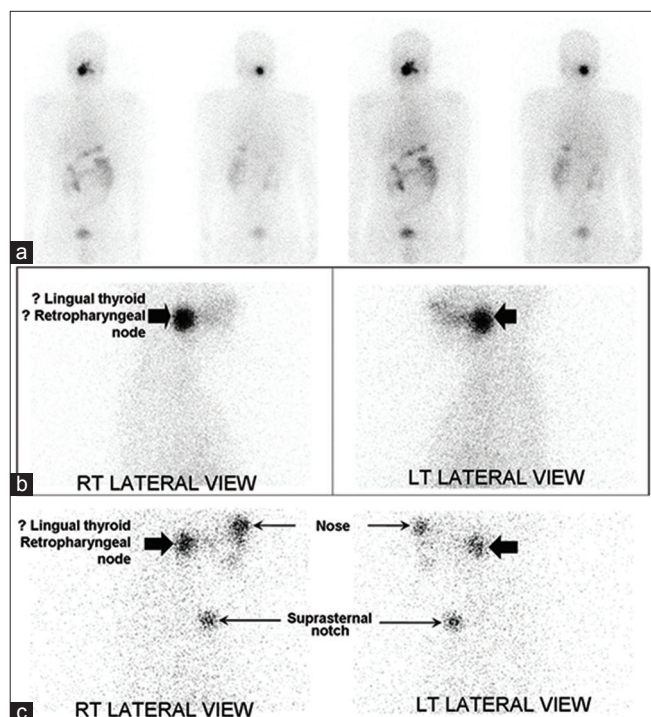 a
? Lingual thyroid
? Retropharyngeal
node
RT LATERAL VIEW
LT LATERAL VIEW
b
? Lingual thyroid
Retropharyngeal
node
Nose
Suprasternal
notch
RT LATERAL VIEW
LT LATERAL VIEW
c